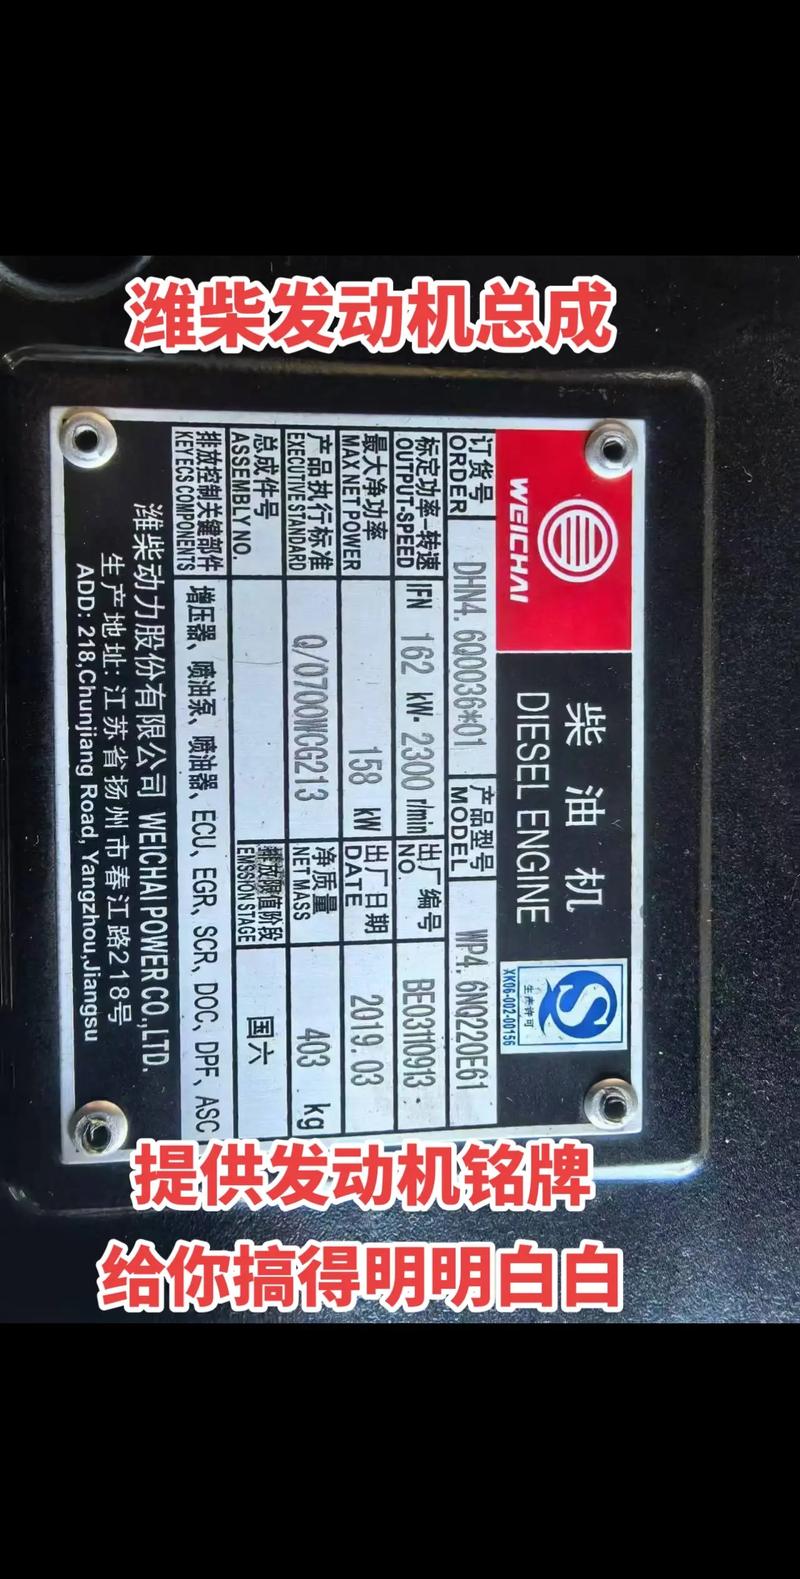 潍柴发动机总成
WEICHAI
柴油机
DIESEL ENGINE
生产许可
XK06-002-00156
订货号 ORDER DHN4.6Q0036*01 产品型号 MODEL WP4.6NQ220E61
标定功率-转速 OUTPUT-SPEED IFN 162 kW- 2300 r/min 出厂编号 NO. BE03110913
最大净功率 MAX NET POWER 158 kW 出厂日期 DATE 2019.03
产品执行标准 EXECUTIVE STANDARD Q/0700WCG213 净质量 NET MASS 403 kg
总成件号 ASSEMBLY NO. 排放限值阶段 EMISSION STAGE 国六
排放控制关键部件 KEY ECS COMPONENTS 增压器、喷油泵、喷油器、ECU、EGR、SCR、DOC、DPF、ASC
潍柴动力股份有限公司 WEICHAI POWER CO.,LTD.
生产地址:江苏省扬州市春江路218号
ADD: 218,Chunjiang Road, Yangzhou,Jiangsu
提供发动机铭牌
给你搞得明明白白